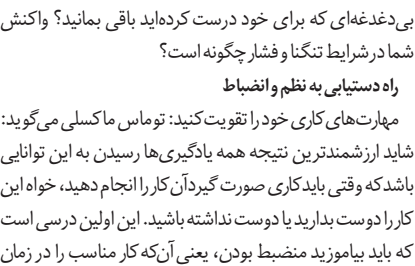 بی‌دغدغه‌ای که برای خود درست کرده‌اید باقی بمانید؟ واکنش
شما در شرایط تنگنا و فشار چگونه است؟
راه دستیابی به نظم و انضباط
مهارت‌های کاری خود را تقویت کنید: توماس ماکسلی می‌گوید:
شاید ارزشمندترین نتیجه همه یادگیری‌ها رسیدن به این توانایی
باشد که وقتی باید کاری صورت گیرد آن کار را انجام دهید، خواه این
کار را دوست بدارید یا دوست نداشته باشید. این اولین درسی است
که باید بیاموزید منضبط بودن، یعنی آن‌که کار مناسب را در زمان